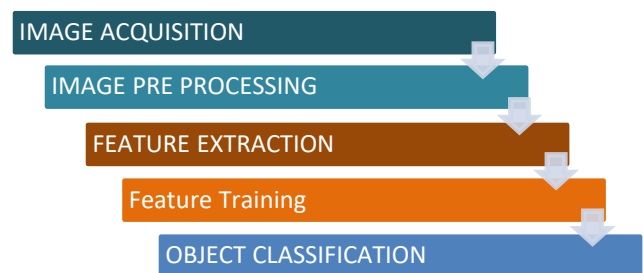 IMAGE ACQUISITION
IMAGE PRE PROCESSING
FEATURE EXTRACTION
Feature Training
OBJECT CLASSIFICATION